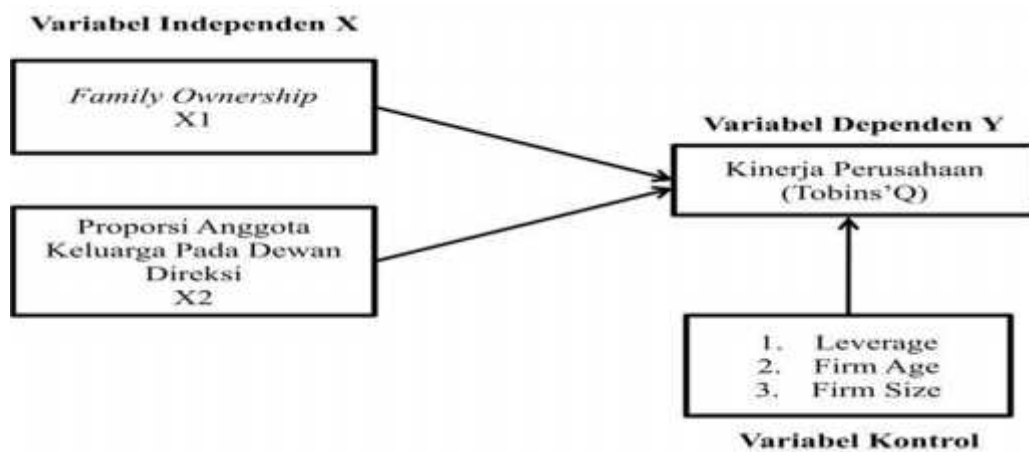 Variabel Independen X
Family Ownership
X1
Proporsi Anggota
Keluarga Pada Dewan
Direksi
X2
Variabel Dependen Y
Kinerja Perusahaan
(Tobins’Q)
1. Leverage
2. Firm Age
3. Firm Size
Variabel Kontrol